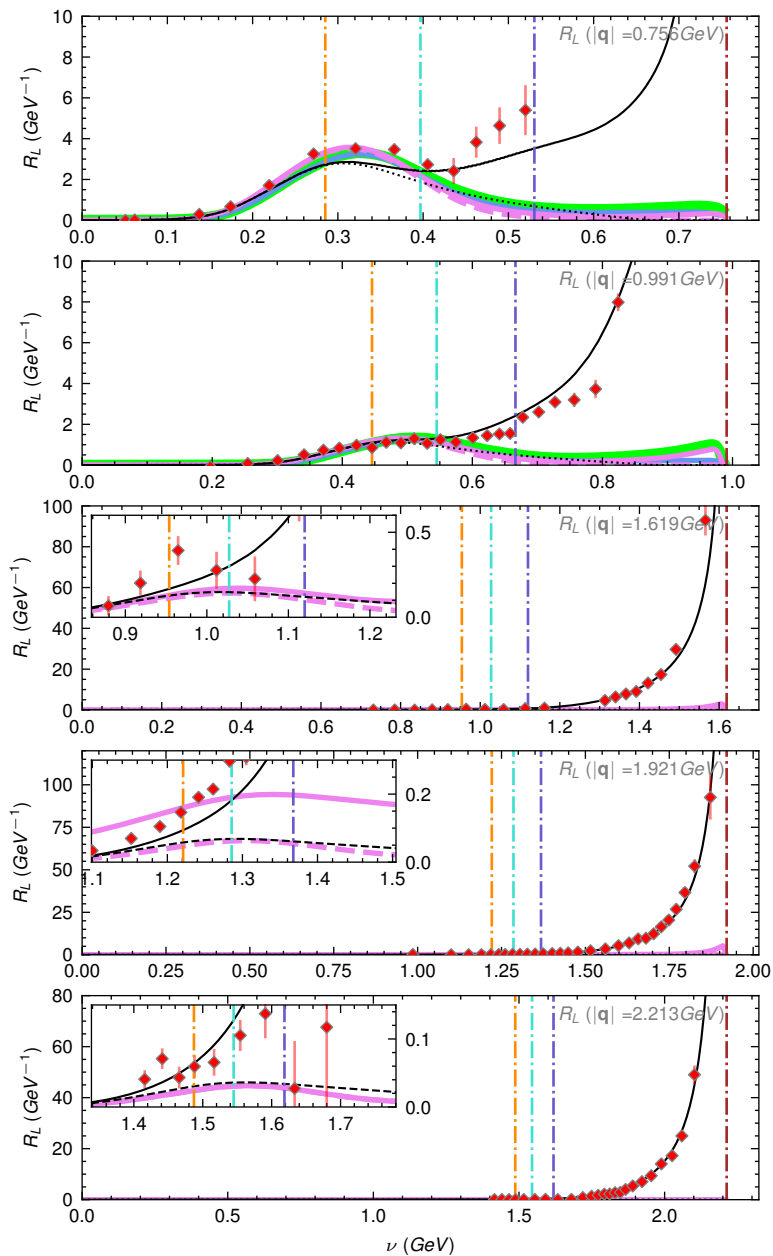 10
8
6
4
2
0
R_L (GeV⁻¹)
R_L (|q| =0.756GeV)
0.0 0.1 0.2 0.3 0.4 0.5 0.6 0.7
10
8
6
4
2
0
R_L (GeV⁻¹)
R_L (|q| =0.991GeV)
0.0 0.2 0.4 0.6 0.8 1.0
100
80
60
40
20
0
R_L (GeV⁻¹)
R_L (|q| =1.619GeV)
0.5
0.0
0.9 1.0 1.1 1.2
0.0 0.2 0.4 0.6 0.8 1.0 1.2 1.4 1.6
100
75
50
25
0
R_L (GeV⁻¹)
R_L (|q| =1.921GeV)
0.2
0.0
1.1 1.2 1.3 1.4 1.5
0.00 0.25 0.50 0.75 1.00 1.25 1.50 1.75 2.00
80
60
40
20
0
R_L (GeV⁻¹)
R_L (|q| =2.213GeV)
0.1
0.0
1.4 1.5 1.6 1.7
0.0 0.5 1.0 1.5 2.0
ν (GeV)